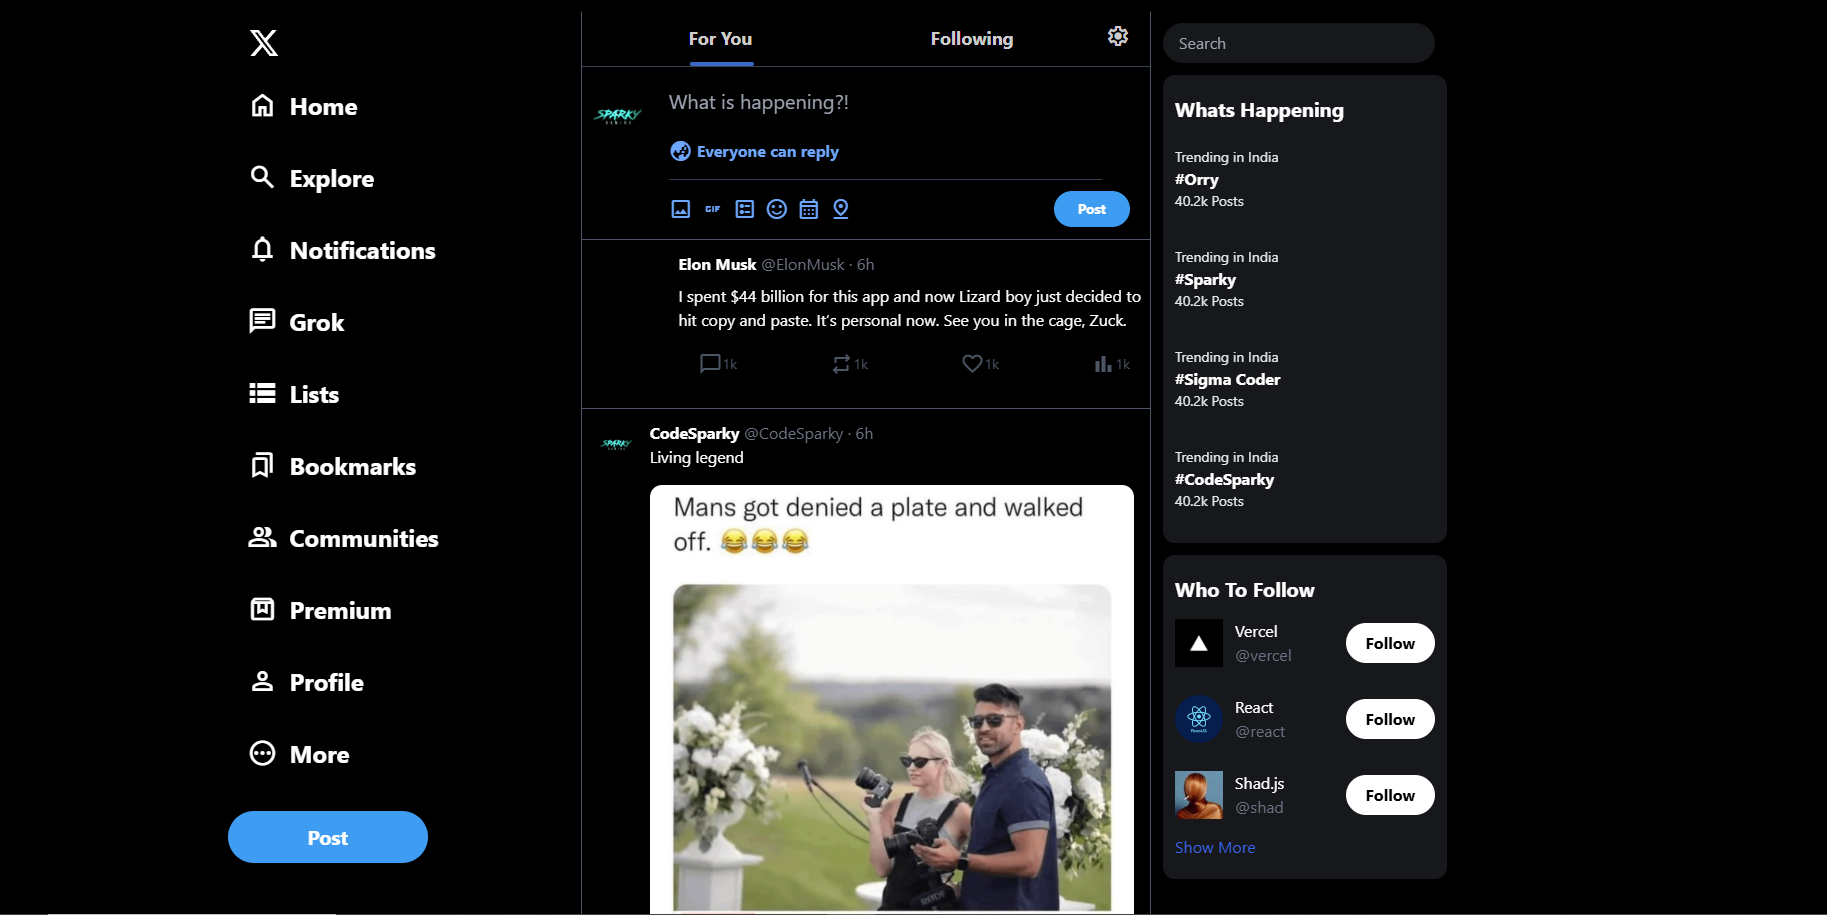 Home
Explore
Notifications
Grok
Lists
Bookmarks
Communities
Premium
Profile
More
Post
For You
Following
SPARKY
GAMING
What is happening?!
Everyone can reply
GIF
Post
Elon Musk @ElonMusk · 6h
I spent $44 billion for this app and now Lizard boy just decided to
hit copy and paste. It’s personal now. See you in the cage, Zuck.
1k 1k 1k 1k
SPARKY
CodeSparky @CodeSparky · 6h
Living legend
Mans got denied a plate and walked
off. 😂😂😂
RODE
Search
Whats Happening
Trending in India
#Orry
40.2k Posts
Trending in India
#Sparky
40.2k Posts
Trending in India
#Sigma Coder
40.2k Posts
Trending in India
#CodeSparky
40.2k Posts
Who To Follow
Vercel
@vercel
Follow
React
@react
Follow
ReactJS
Shad.js
@shad
Follow
Show More